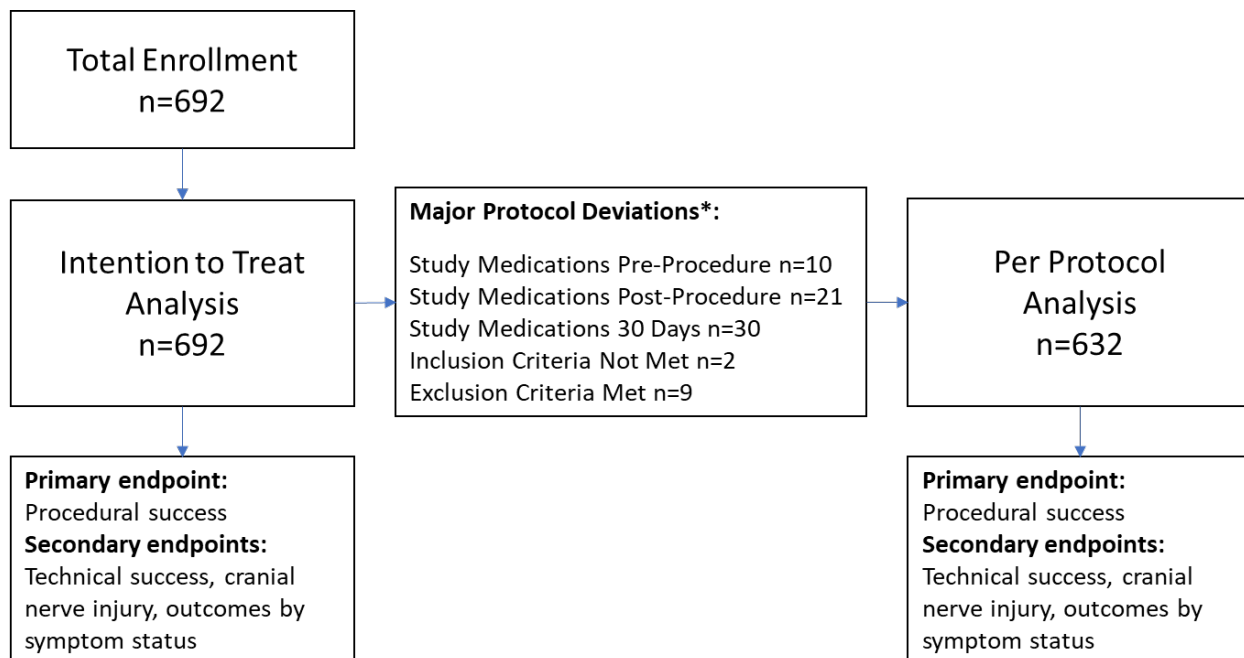 Total Enrollment
n=692
Intention to Treat
Analysis
n=692
Major Protocol Deviations*:
Study Medications Pre-Procedure n=10
Study Medications Post-Procedure n=21
Study Medications 30 Days n=30
Inclusion Criteria Not Met n=2
Exclusion Criteria Met n=9
Per Protocol
Analysis
n=632
Primary endpoint:
Procedural success
Secondary endpoints:
Technical success, cranial
nerve injury, outcomes by
symptom status
Primary endpoint:
Procedural success
Secondary endpoints:
Technical success, cranial
nerve injury, outcomes by
symptom status